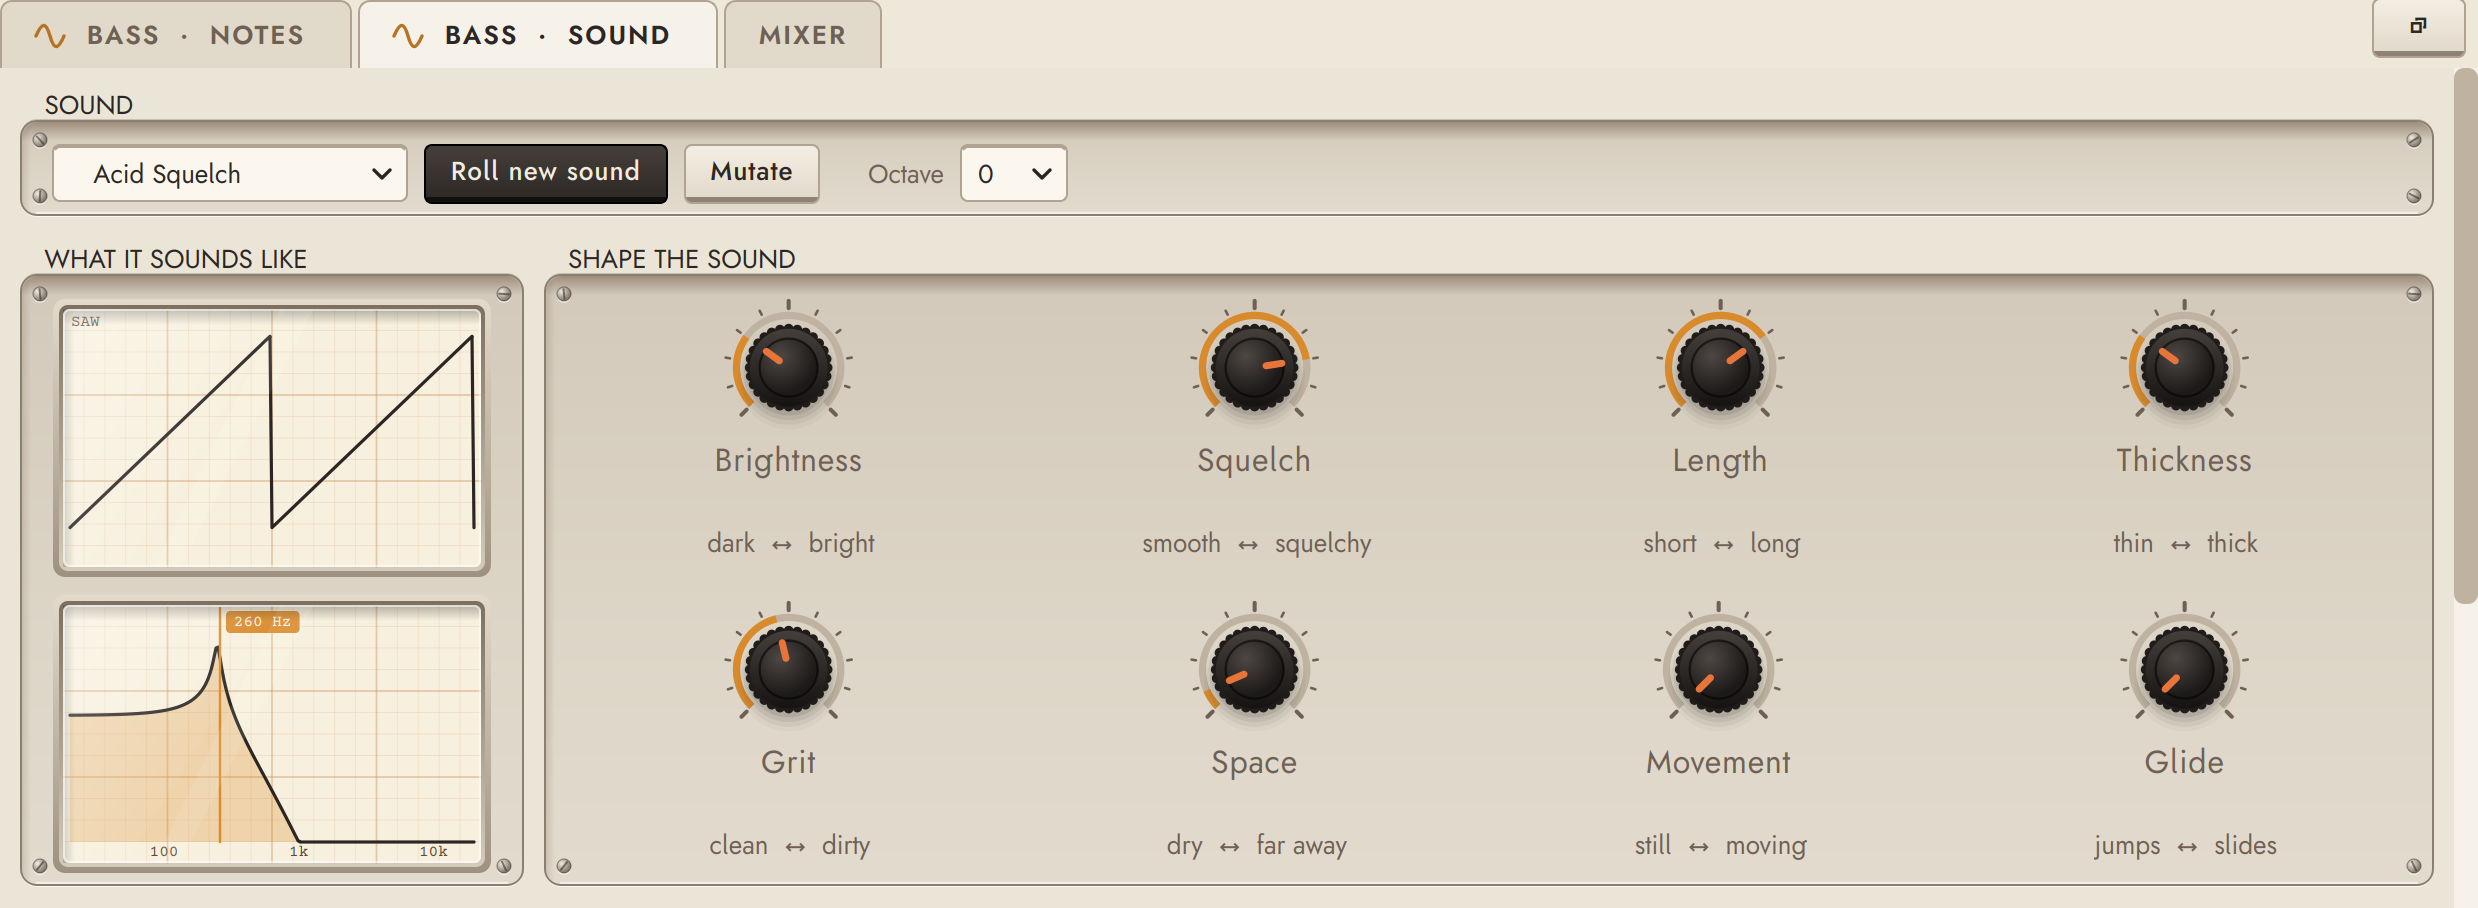 BASS · NOTES
BASS · SOUND
MIXER
SOUND
Acid Squelch
Roll new sound
Mutate
Octave
0
WHAT IT SOUNDS LIKE
SHAPE THE SOUND
SAW
260 Hz
100
1k
10k
Brightness
Squelch
Length
Thickness
dark ↔ bright
smooth ↔ squelchy
short ↔ long
thin ↔ thick
Grit
Space
Movement
Glide
clean ↔ dirty
dry ↔ far away
still ↔ moving
jumps ↔ slides